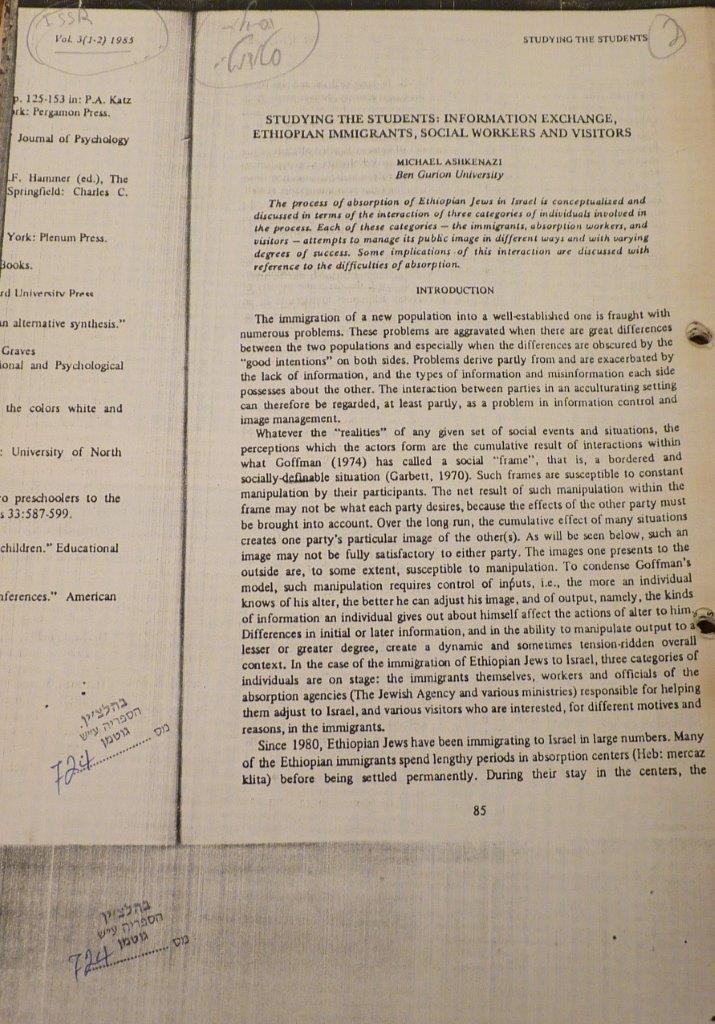 ISSR
Vol. 3(1-2) 1985
p. 125-153 in: P.A. Katz
rk: Pergamon Press.
Journal of Psychology
.F. Hammer (ed.), The
Springfield: Charles C.
York: Plenum Press.
Books.
rd University Press
n alternative synthesis."
Graves
ional and Psychological
the colors white and
: University of North
o preschoolers to the
s 33:587-599.
children." Educational
nferences." American
בהלצ"ין
הספריה ע"ש
גוטמן
מס 724
STUDYING THE STUDENTS
2
STUDYING THE STUDENTS: INFORMATION EXCHANGE,
ETHIOPIAN IMMIGRANTS, SOCIAL WORKERS AND VISITORS
MICHAEL ASHKENAZI
Ben Gurion University
The process of absorption of Ethiopian Jews in Israel is conceptualized and
discussed in terms of the interaction of three categories of individuals involved in
the process. Each of these categories — the immigrants, absorption workers, and
visitors — attempts to manage its public image in different ways and with varying
degrees of success. Some implications of this interaction are discussed with
reference to the difficulties of absorption.
INTRODUCTION
The immigration of a new population into a well-established one is fraught with
numerous problems. These problems are aggravated when there are great differences
between the two populations and especially when the differences are obscured by the
"good intentions" on both sides. Problems derive partly from and are exacerbated by
the lack of information, and the types of information and misinformation each side
possesses about the other. The interaction between parties in an acculturating setting
can therefore be regarded, at least partly, as a problem in information control and
image management.
Whatever the "realities" of any given set of social events and situations, the
perceptions which the actors form are the cumulative result of interactions within
what Goffman (1974) has called a social "frame", that is, a bordered and
socially-definable situation (Garbett, 1970). Such frames are susceptible to constant
manipulation by their participants. The net result of such manipulation within the
frame may not be what each party desires, because the effects of the other party must
be brought into account. Over the long run, the cumulative effect of many situations
creates one party's particular image of the other(s). As will be seen below, such an
image may not be fully satisfactory to either party. The images one presents to the
outside are, to some extent, susceptible to manipulation. To condense Goffman's
model, such manipulation requires control of inputs, i.e., the more an individual
knows of his alter, the better he can adjust his image, and of output, namely, the kinds
of information an individual gives out about himself affect the actions of alter to him.
Differences in initial or later information, and in the ability to manipulate output to a
lesser or greater degree, create a dynamic and sometimes tension-ridden overall
context. In the case of the immigration of Ethiopian Jews to Israel, three categories of
individuals are on stage: the immigrants themselves, workers and officials of the
absorption agencies (The Jewish Agency and various ministries) responsible for helping
them adjust to Israel, and various visitors who are interested, for different motives and
reasons, in the immigrants.
Since 1980, Ethiopian Jews have been immigrating to Israel in large numbers. Many
of the Ethiopian immigrants spend lengthy periods in absorption centers (Heb: mercaz
klita) before being settled permanently. During their stay in the centers, the
85
בהלצ"ין
הספריה ע"ש
גוטמן
מס 724